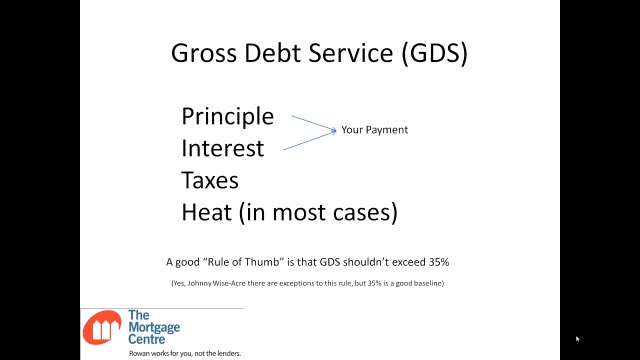 Gross Debt Service (GDS)
Principle
Your Payment
Interest
Taxes
Heat (in most cases)
A good “Rule of Thumb” is that GDS shouldn’t exceed 35%
(Yes, Johnny Wise-Acre there are exceptions to this rule, but 35% is a good baseline)
The
Mortgage
Centre
Rowan works for you, not the lenders.